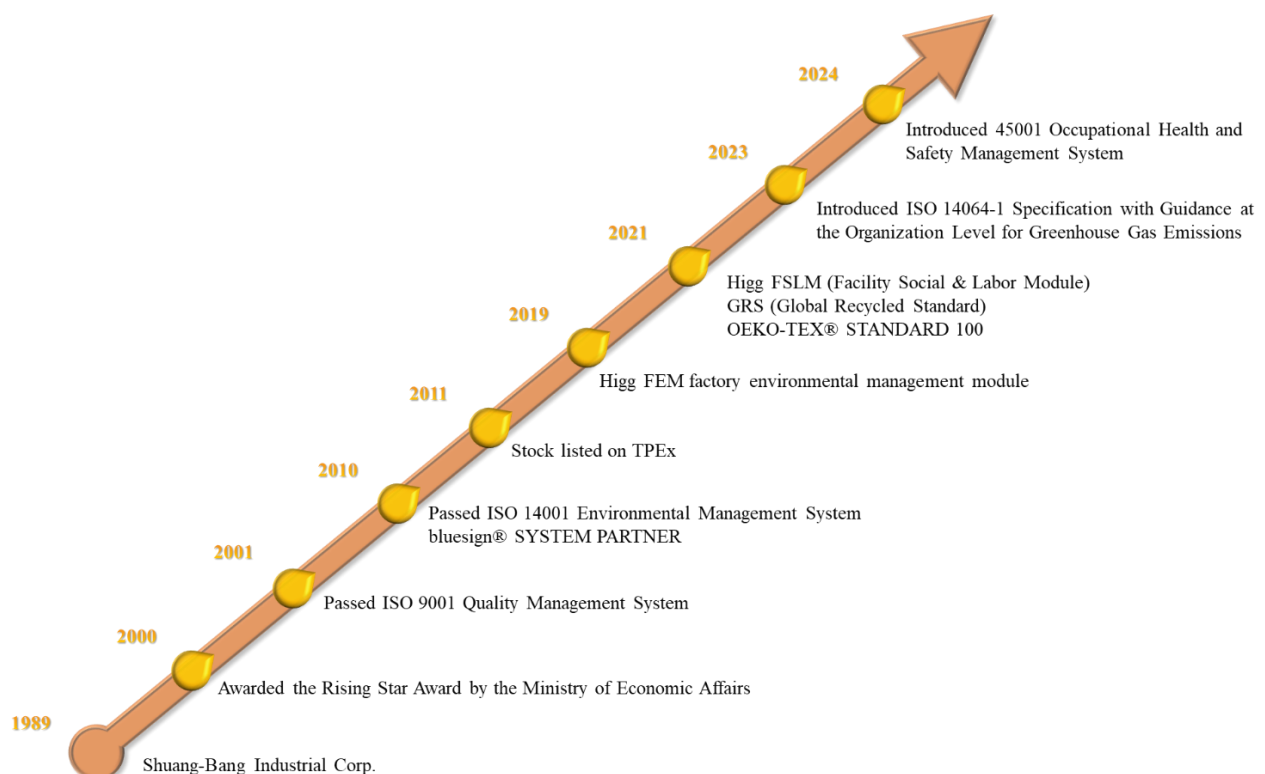 2024
Introduced 45001 Occupational Health and
Safety Management System
2023
Introduced ISO 14064-1 Specification with Guidance at
the Organization Level for Greenhouse Gas Emissions
2021
Higg FSLM (Facility Social & Labor Module)
GRS (Global Recycled Standard)
OEKO-TEX® STANDARD 100
2019
Higg FEM factory environmental management module
2011
Stock listed on TPEx
2010
Passed ISO 14001 Environmental Management System
bluesign® SYSTEM PARTNER
2001
Passed ISO 9001 Quality Management System
2000
Awarded the Rising Star Award by the Ministry of Economic Affairs
1989
Shuang-Bang Industrial Corp.